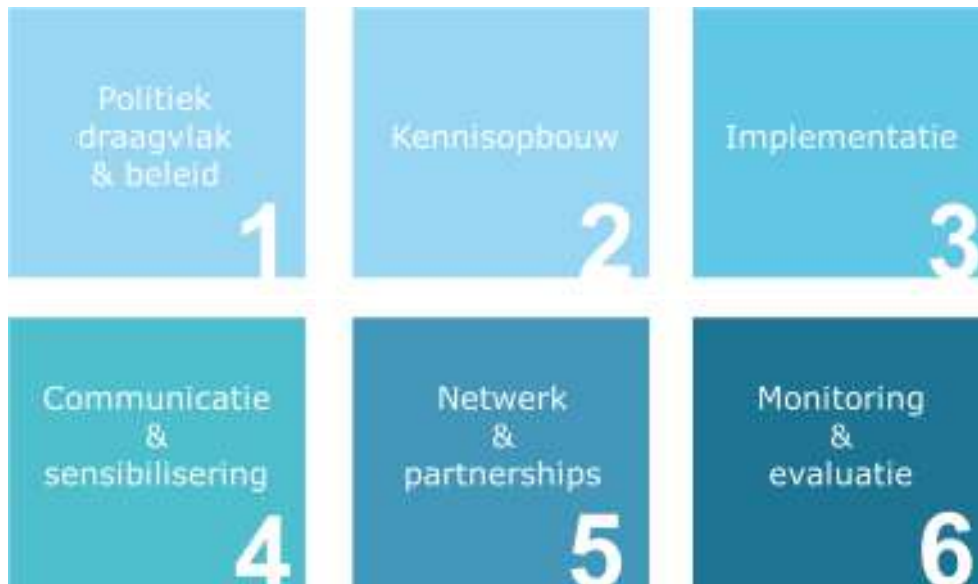 Politiek
draagvlak
& beleid
1
Kennisopbouw
2
Implementatie
3
Communicatie
&
sensibilisering
4
Netwerk
&
partnerships
5
Monitoring
&
evaluatie
6